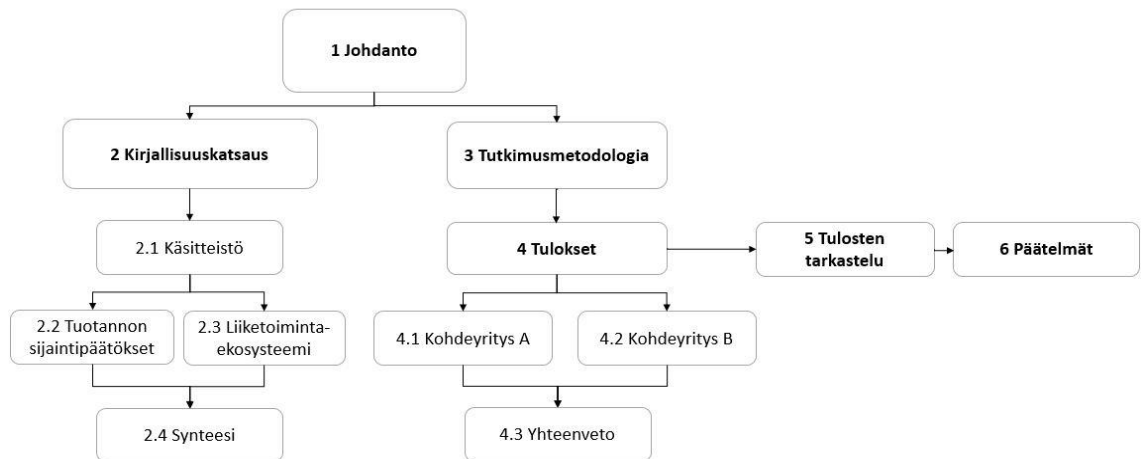 1 Johdanto
2 Kirjallisuuskatsaus
3 Tutkimusmetodologia
2.1 Käsitteistö
4 Tulokset
5 Tulosten
tarkastelu
6 Päätelmät
2.2 Tuotannon
sijaintipäätökset
2.3 Liiketoiminta-
ekosysteemi
4.1 Kohdeyritys A
4.2 Kohdeyritys B
2.4 Synteesi
4.3 Yhteenveto